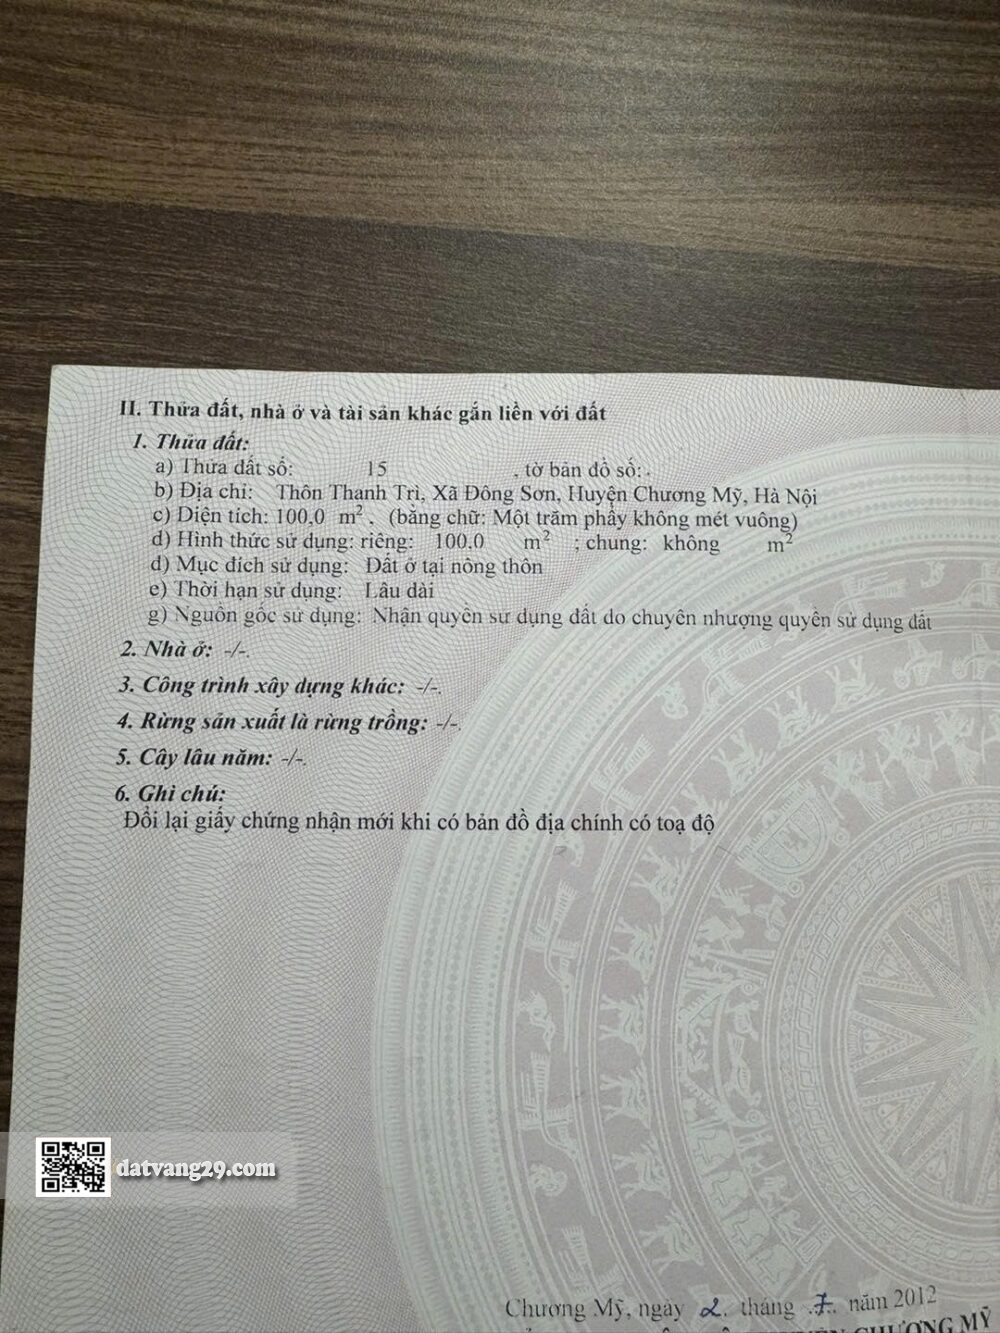 II. Thửa đất, nhà ở và tài sản khác gắn liền với đất
1. Thửa đất:
a) Thửa đất số: 15 , tờ bản đồ số: .
b) Địa chỉ: Thôn Thanh Trì, Xã Đông Sơn, Huyện Chương Mỹ, Hà Nội
c) Diện tích: 100.0 m² , (bằng chữ: Một trăm phẩy không mét vuông)
d) Hình thức sử dụng: riêng: 100.0 m² ; chung: không m²
đ) Mục đích sử dụng: Đất ở tại nông thôn
e) Thời hạn sử dụng: Lâu dài
g) Nguồn gốc sử dụng: Nhận quyền sử dụng đất do chuyển nhượng quyền sử dụng đất
2. Nhà ở: -/-.
3. Công trình xây dựng khác: -/-.
4. Rừng sản xuất là rừng trồng: -/-.
5. Cây lâu năm: -/-.
6. Ghi chú:
Đổi lại giấy chứng nhận mới khi có bản đồ địa chính có toạ độ
datvang29.com
Chương Mỹ, ngày 2 tháng 7 năm 2012
CHƯƠNG MỸ